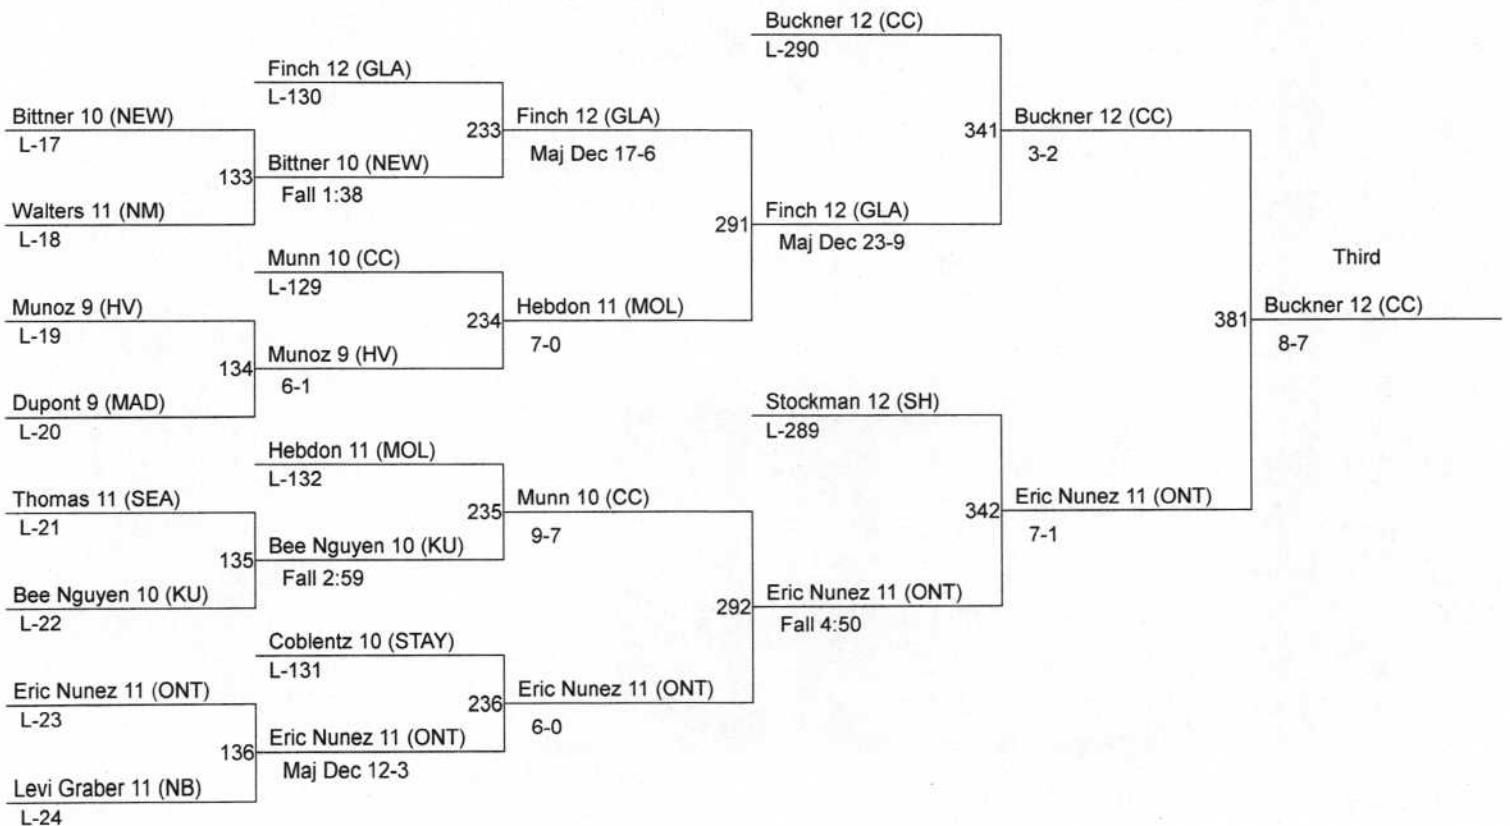 Buckner 12 (CC)
L-290
Finch 12 (GLA)
L-130
Bittner 10 (NEW)
L-17
233
Finch 12 (GLA)
Maj Dec 17-6
341
Buckner 12 (CC)
3-2
133
Bittner 10 (NEW)
Fall 1:38
Walters 11 (NM)
L-18
291
Finch 12 (GLA)
Maj Dec 23-9
Munn 10 (CC)
L-129
Third
Munoz 9 (HV)
L-19
234
Hebdon 11 (MOL)
7-0
381
Buckner 12 (CC)
8-7
134
Munoz 9 (HV)
6-1
Dupont 9 (MAD)
L-20
Stockman 12 (SH)
L-289
Hebdon 11 (MOL)
L-132
Thomas 11 (SEA)
L-21
235
Munn 10 (CC)
9-7
342
Eric Nunez 11 (ONT)
7-1
135
Bee Nguyen 10 (KU)
Fall 2:59
Bee Nguyen 10 (KU)
L-22
292
Eric Nunez 11 (ONT)
Fall 4:50
Coblentz 10 (STAY)
L-131
Eric Nunez 11 (ONT)
L-23
236
Eric Nunez 11 (ONT)
6-0
136
Eric Nunez 11 (ONT)
Maj Dec 12-3
Levi Graber 11 (NB)
L-24